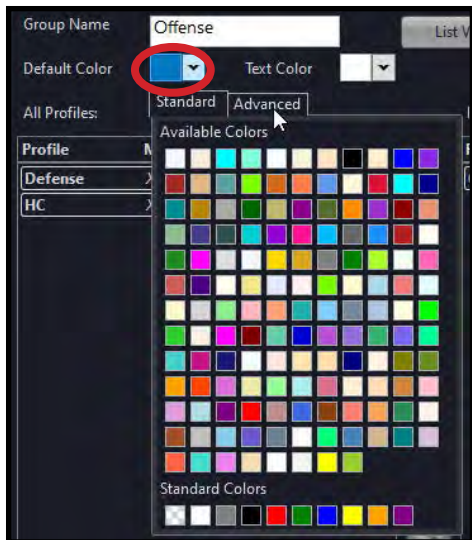 Group Name Offense List V
Default Color Text Color
All Profiles: Standard Advanced
Available Colors
Profile M
Defense X
HC X
Standard Colors